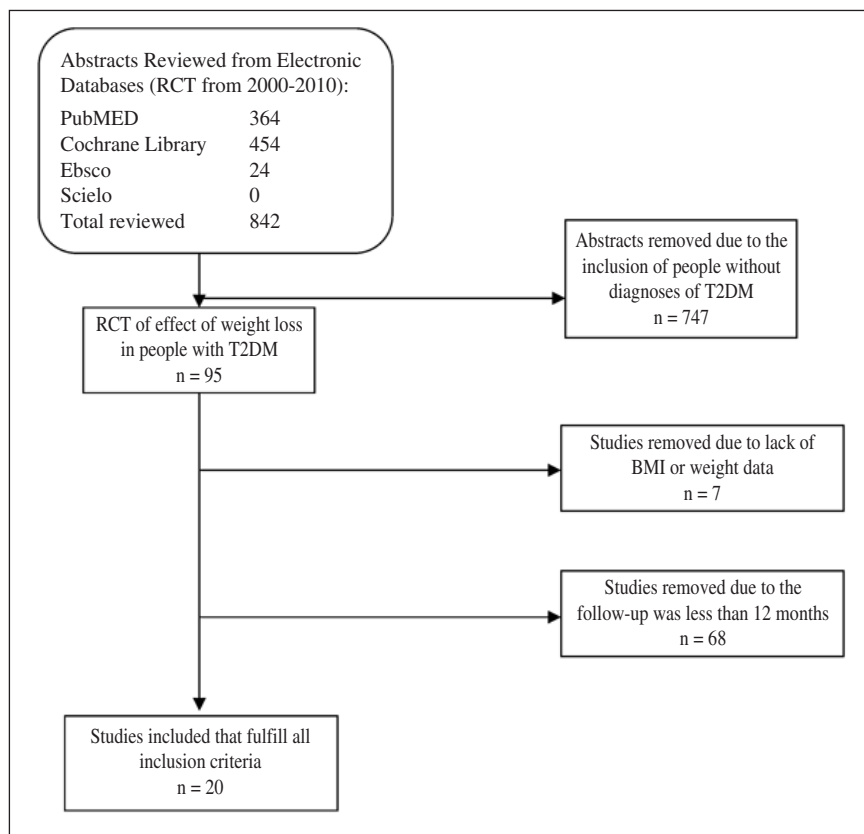 Abstracts Reviewed from Electronic
Databases (RCT from 2000-2010):
PubMED 364
Cochrane Library 454
Ebsco 24
Scielo 0
Total reviewed 842
Abstracts removed due to the
inclusion of people without
diagnoses of T2DM
n = 747
RCT of effect of weight loss
in people with T2DM
n = 95
Studies removed due to lack of
BMI or weight data
n = 7
Studies removed due to the
follow-up was less than 12 months
n = 68
Studies included that fulfill all
inclusion criteria
n = 20